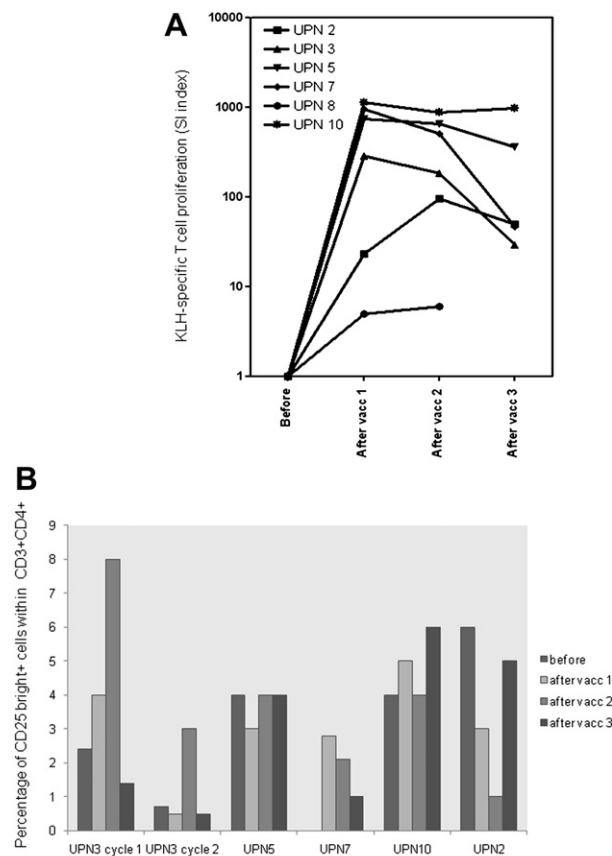 A
KLH-specific T cell proliferation (SI index)
10000
1000
100
10
1
UPN 2
UPN 3
UPN 5
UPN 7
UPN 8
UPN 10
Before
After vacc 1
After vacc 2
After vacc 3
B
Percentage of CD25 bright+ cells within CD3+CD4+
9
8
7
6
5
4
3
2
1
0
UPN3 cycle 1
UPN3 cycle 2
UPN5
UPN7
UPN10
UPN2
before
after vacc 1
after vacc 2
after vacc 3